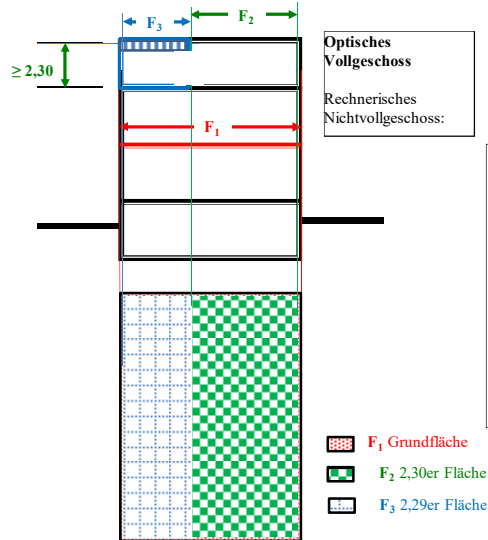 F2
F3
≥ 2,30
Optisches
Vollgeschoss
Rechnerisches
Nichtvollgeschoss:
F1
F1 Grundfläche
F2 2,30er Fläche
F3 2,29er Fläche